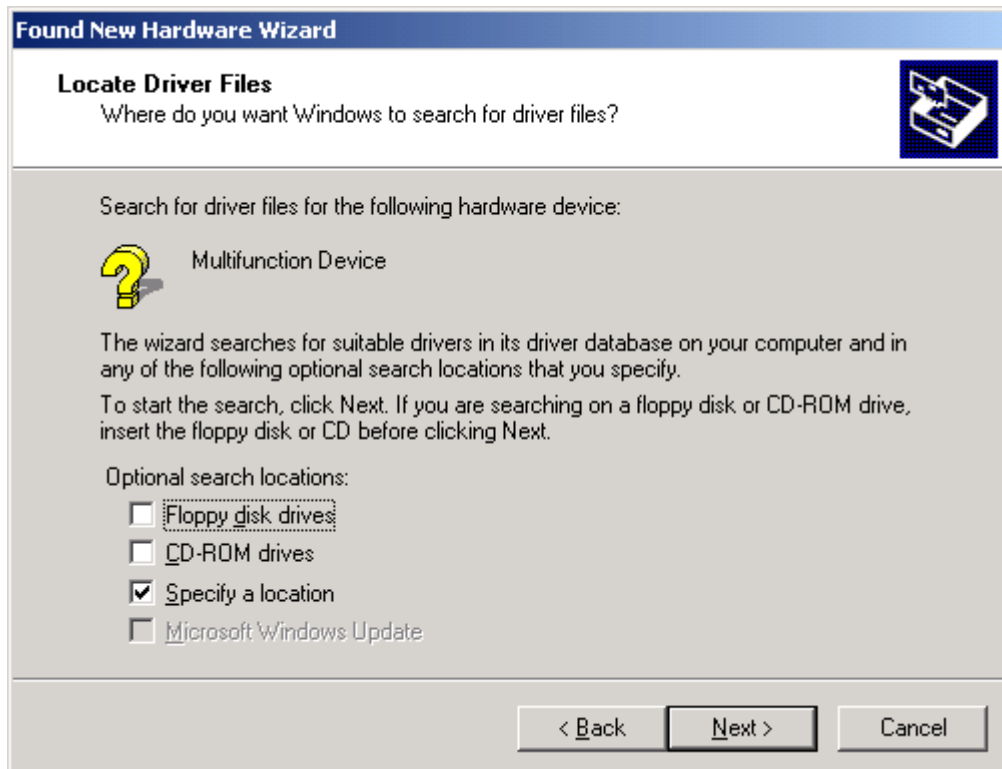 Found New Hardware Wizard
Locate Driver Files
Where do you want Windows to search for driver files?
Search for driver files for the following hardware device:
Multifunction Device
The wizard searches for suitable drivers in its driver database on your computer and in
any of the following optional search locations that you specify.
To start the search, click Next. If you are searching on a floppy disk or CD-ROM drive,
insert the floppy disk or CD before clicking Next.
Optional search locations:
Floppy disk drives
CD-ROM drives
Specify a location
Microsoft Windows Update
< Back Next > Cancel